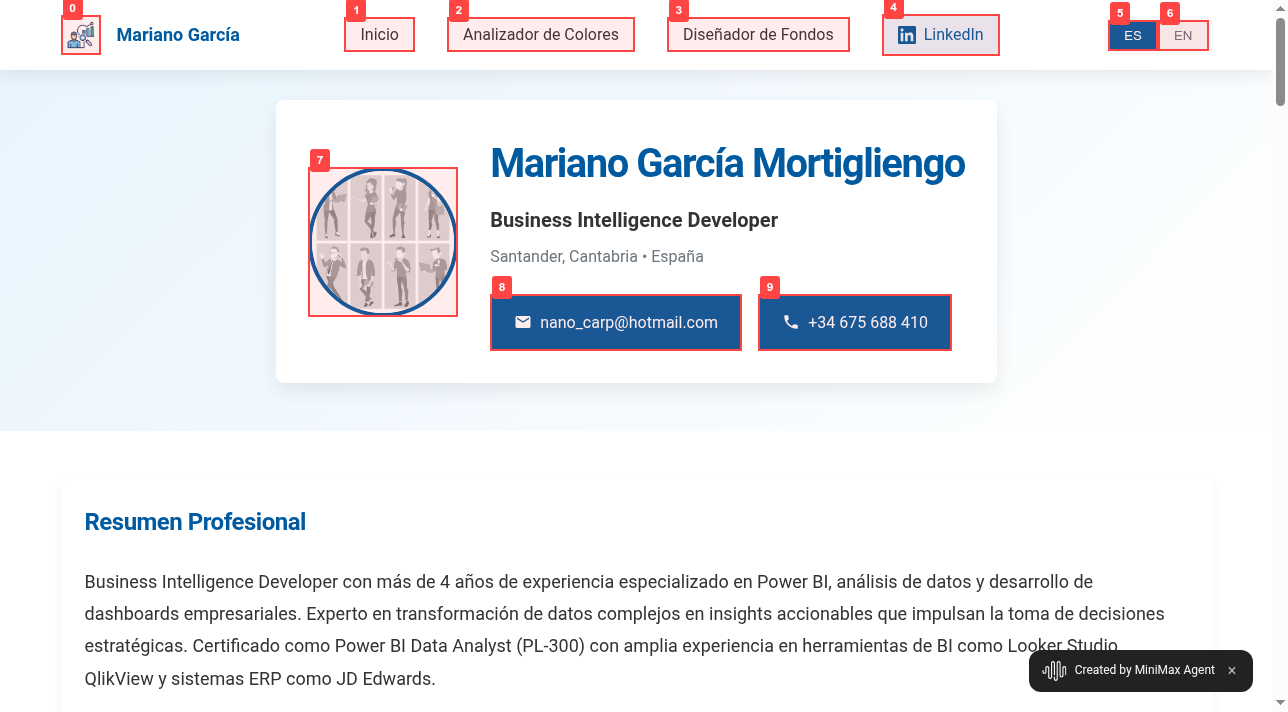 0
1
2
3
4
5
6
Mariano García
Inicio
Analizador de Colores
Diseñador de Fondos
LinkedIn
ES
EN
7
Mariano García Mortigliengo
Business Intelligence Developer
Santander, Cantabria • España
8
9
nano_carp@hotmail.com
+34 675 688 410
Resumen Profesional
Business Intelligence Developer con más de 4 años de experiencia especializado en Power BI, análisis de datos y desarrollo de
dashboards empresariales. Experto en transformación de datos complejos en insights accionables que impulsan la toma de decisiones
estratégicas. Certificado como Power BI Data Analyst (PL-300) con amplia experiencia en herramientas de BI como Looker Studio
QlikView y sistemas ERP como JD Edwards.
Created by MiniMax Agent ×